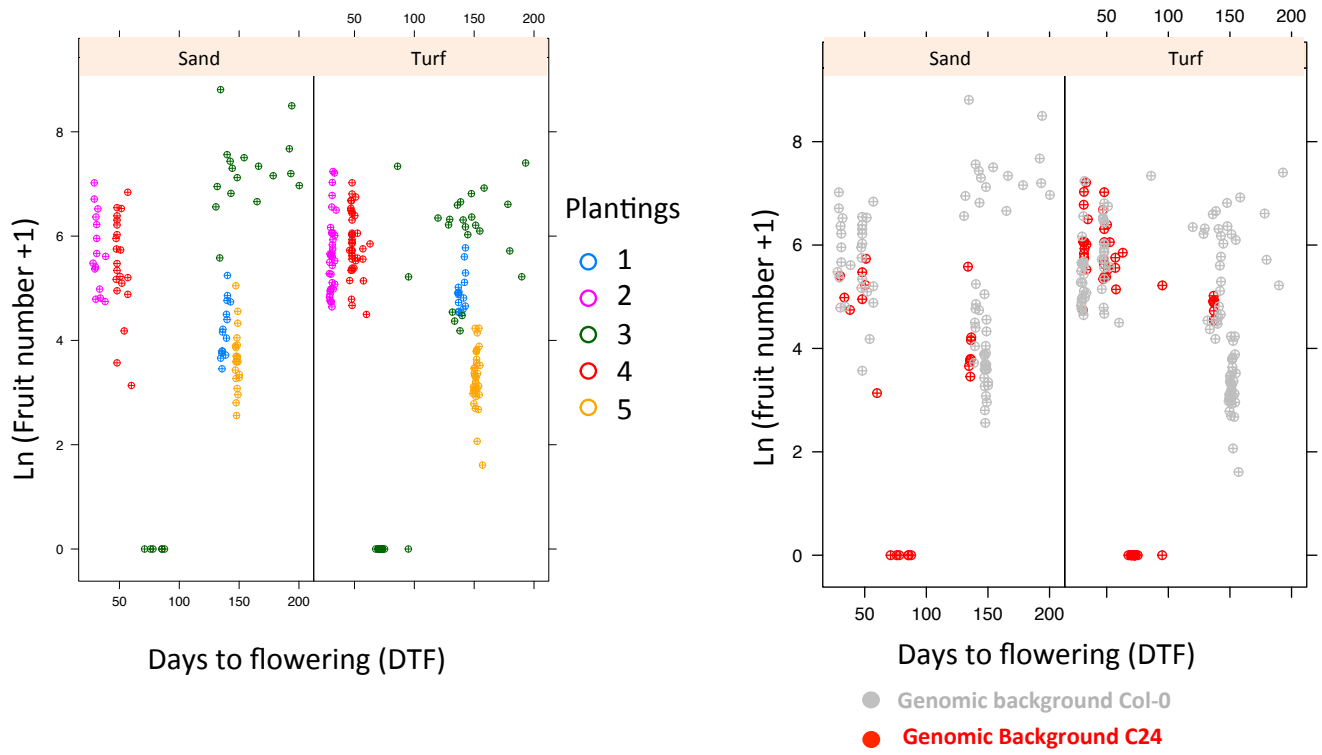 50 100 150 200
Sand Turf
8
6
4
2
0
Ln (Fruit number +1)
50 100 150 200
Days to flowering (DTF)
Plantings
1
2
3
4
5
50 100 150 200
Sand Turf
8
6
4
2
0
Ln (fruit number +1)
50 100 150 200
Days to flowering (DTF)
Genomic background Col-0
Genomic Background C24